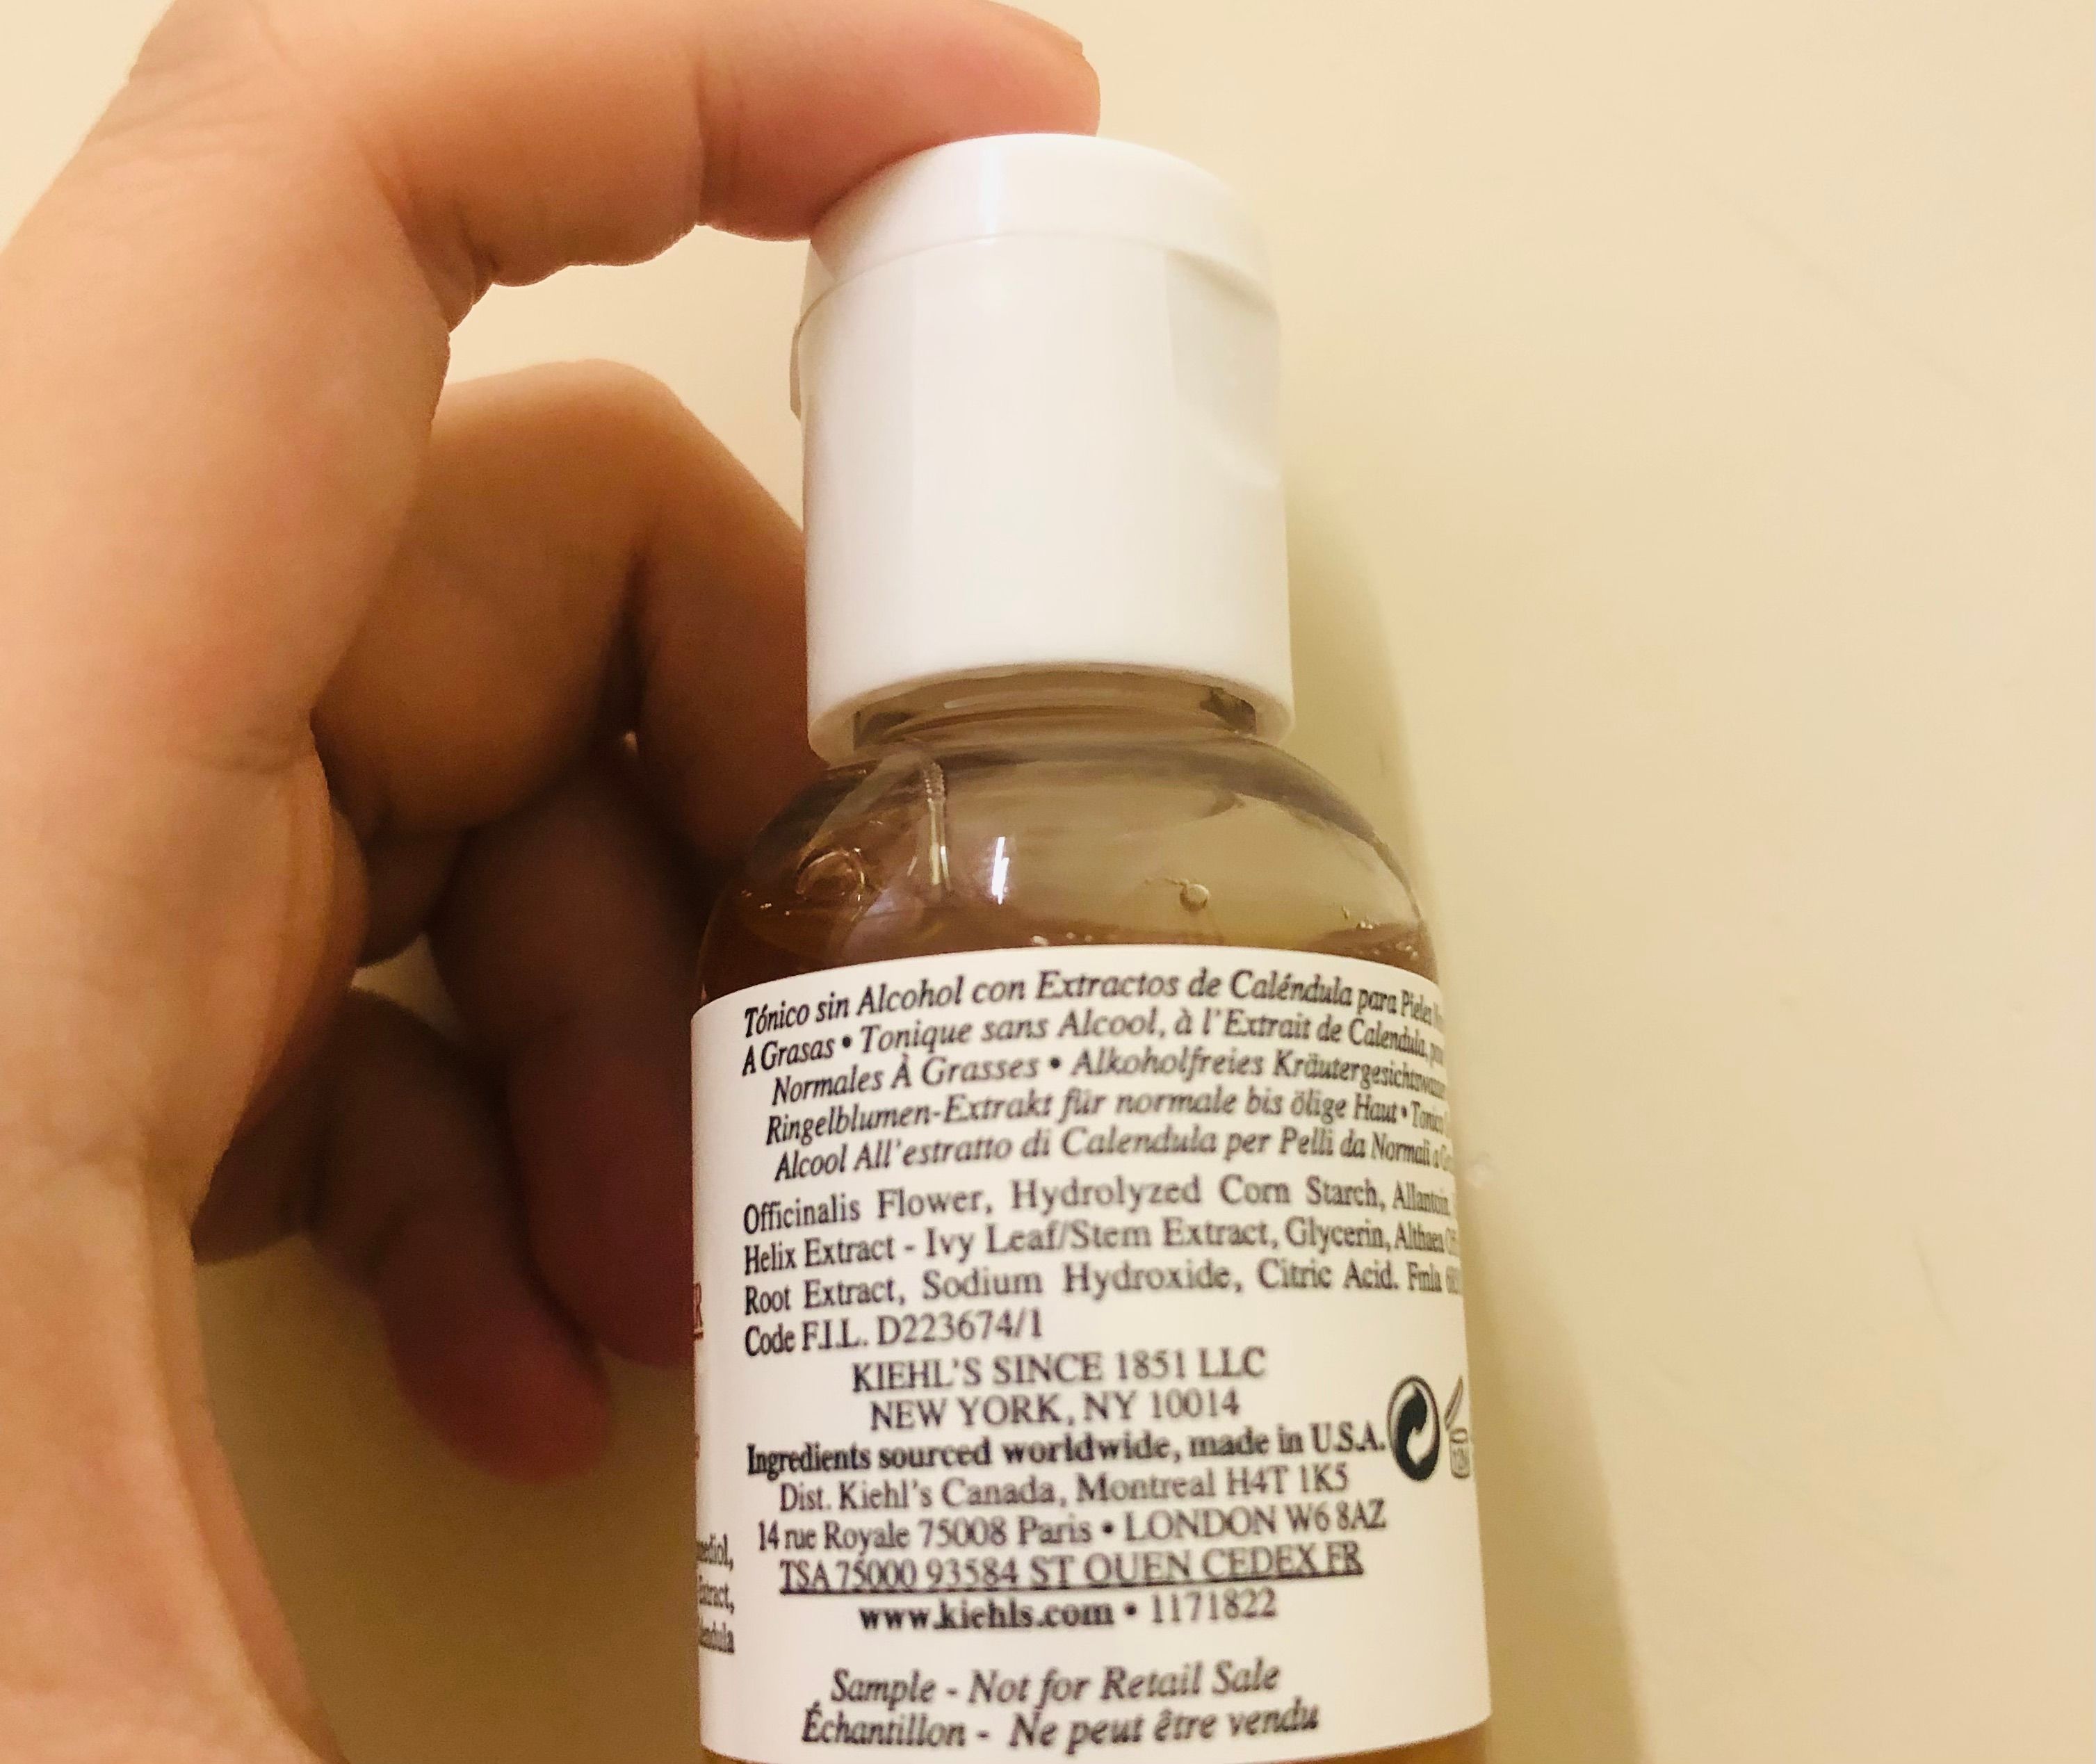 Tónico sin Alcohol con Extractos de Caléndula para Pieles
A Grasas • Tonique sans Alcool, à l'Extrait de Calendula,
Normales À Grasses • Alkoholfreies
Ringelblumen-Extrakt für normale bis ölige Haut •
Alcool All'estratto di Calendula per Pelli da Normali a
Officinalis Flower, Hydrolyzed Corn Starch, Allantoin,
Helix Extract - Ivy Leaf/Stem Extract, Glycerin, Althaea
Root Extract, Sodium Hydroxide, Citric Acid. Fmla
Code F.I.L. D223674/1
KIEHL'S SINCE 1851 LLC
NEW YORK, NY 10014
Ingredients sourced worldwide, made in U.S.A.
Dist. Kiehl's Canada, Montreal H4T 1K5
14 rue Royale 75008 Paris • LONDON W6 8AZ
TSA 75000 93584 ST OUEN CEDEX FR
www.kiehls.com • 1171822
Sample - Not for Retail Sale
Échantillon - Ne peut être vendu